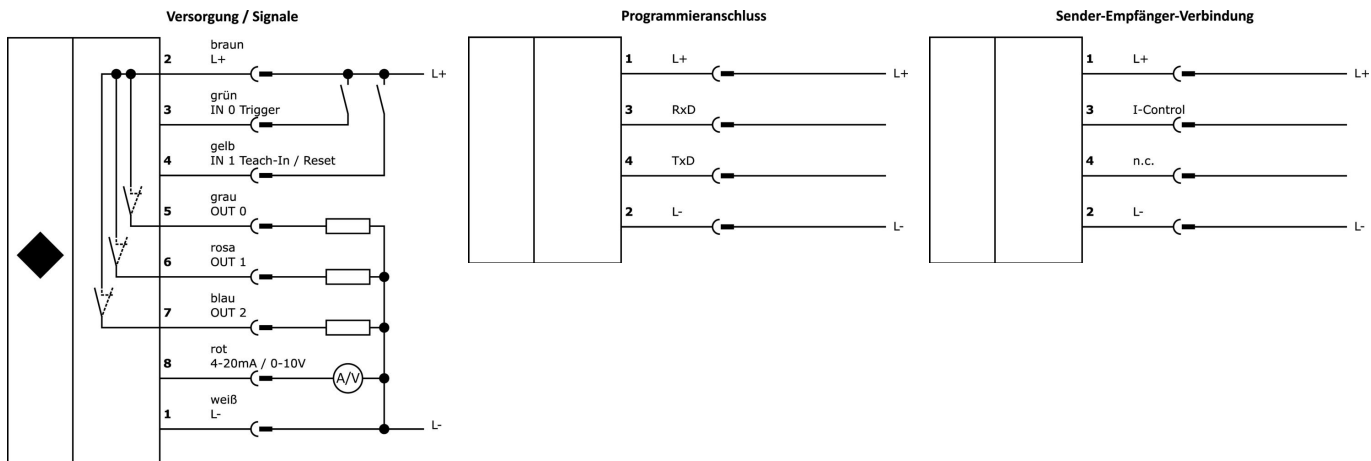 Versorgung / Signale
braun
2 L+
L+
grün
3 IN 0 Trigger
gelb
4 IN 1 Teach-In / Reset
grau
5 OUT 0
rosa
6 OUT 1
blau
7 OUT 2
rot
8 4-20mA / 0-10V
A/V
weiß
1 L-
L-
Programmieranschluss
1 L+
L+
3 RxD
4 TxD
2 L-
L-
Sender-Empfänger-Verbindung
1 L+
L+
3 I-Control
4 n.c.
2 L-
L-